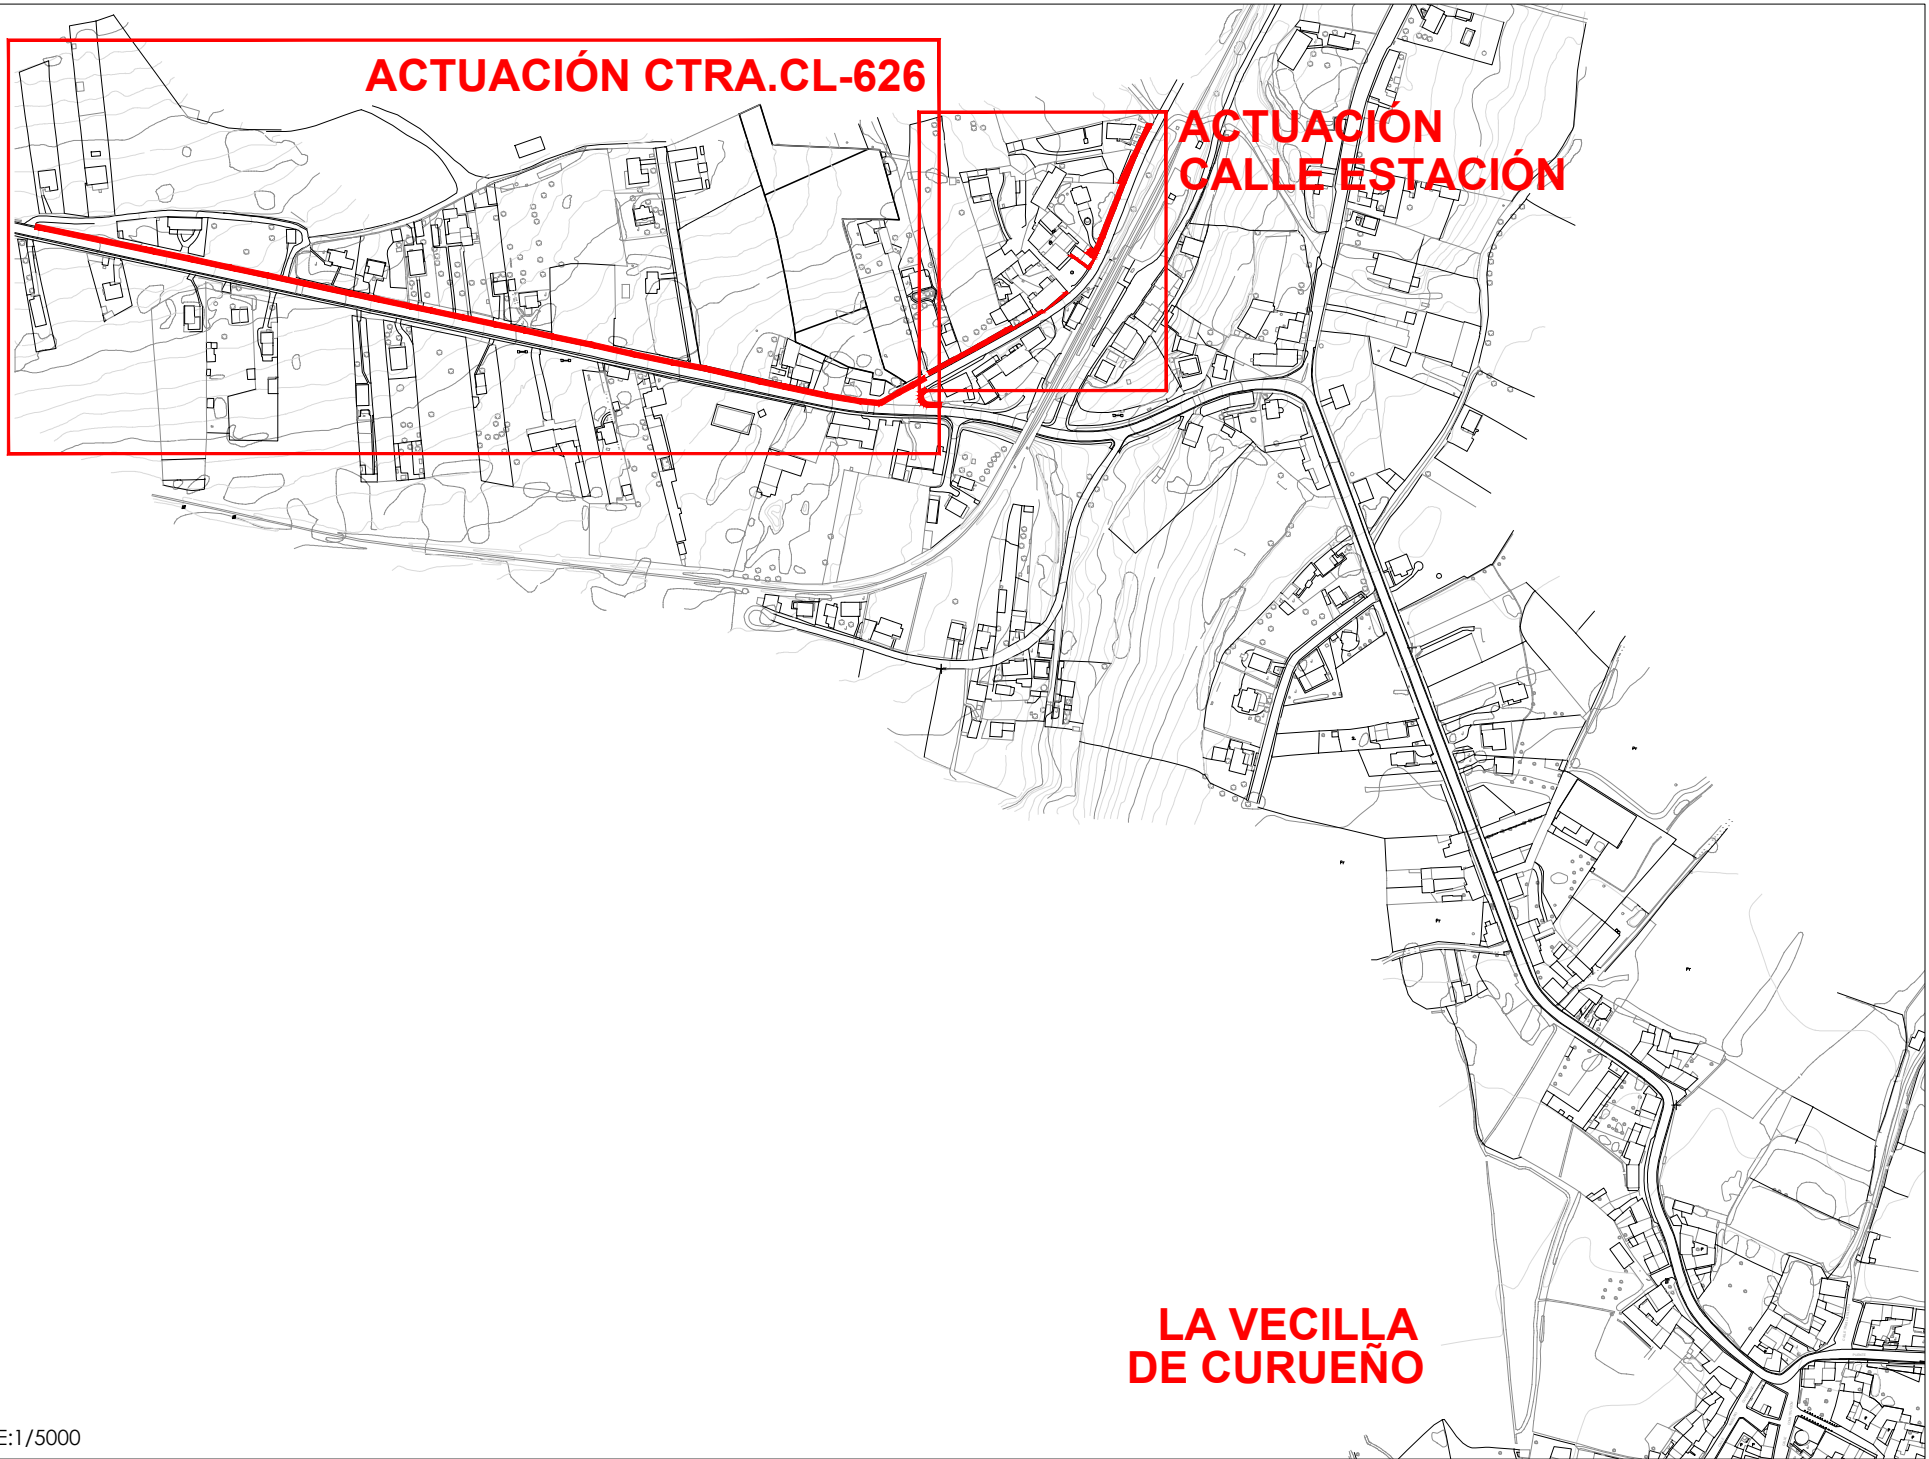 ACTUACIÓN CTRA.CL-626
ACTUACIÓN
CALLE ESTACIÓN
LA VECILLA
DE CURUEÑO
E:1/5000